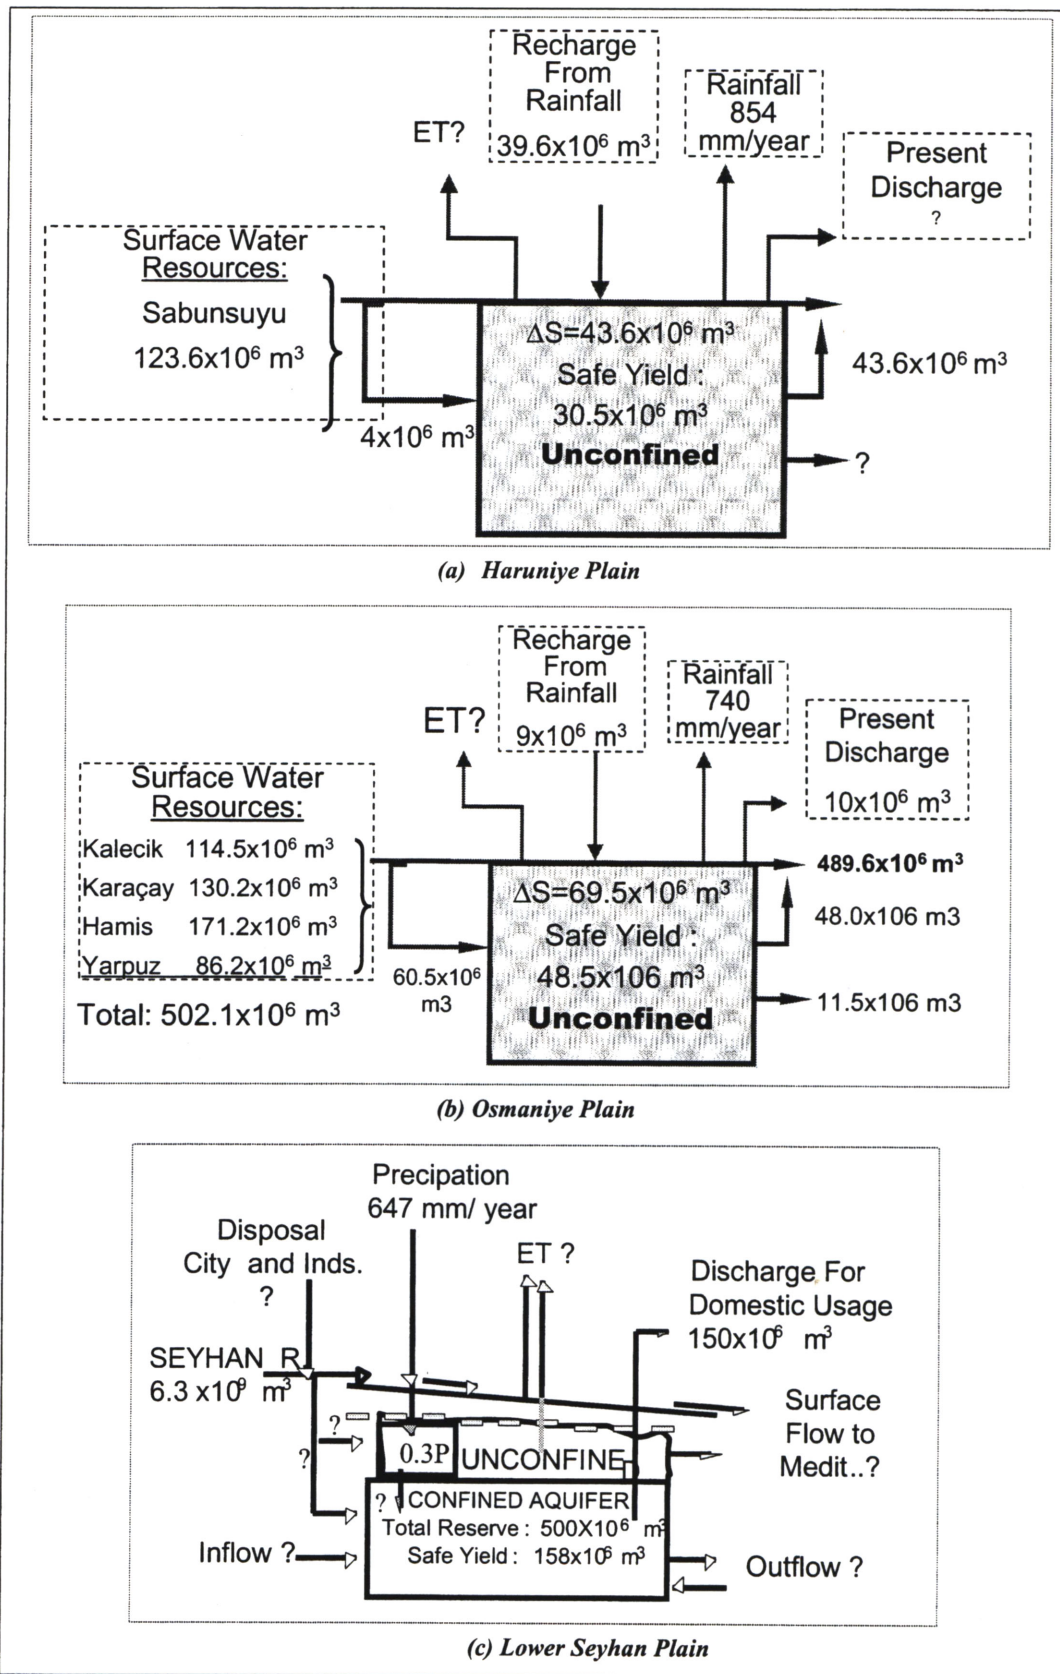 Recharge
From
Rainfall
39.6x10⁶ m³
Rainfall
854
mm/year
ET?
Present
Discharge
?
Surface Water
Resources:
Sabunsuyu
123.6x10⁶ m³
4x10⁶ m³
ΔS=43.6x10⁶ m³
Safe Yield :
30.5x10⁶ m³
Unconfined
43.6x10⁶ m³
?
(a) Haruniye Plain
Recharge
From
Rainfall
9x10⁶ m³
Rainfall
740
mm/year
ET?
Present
Discharge
10x10⁶ m³
Surface Water
Resources:
Kalecik 114.5x10⁶ m³
Karaçay 130.2x10⁶ m³
Hamis 171.2x10⁶ m³
Yarpuz 86.2x10⁶ m³
Total: 502.1x10⁶ m³
60.5x10⁶
m3
ΔS=69.5x10⁶ m³
Safe Yield :
48.5x106 m³
Unconfined
489.6x10⁶ m³
48.0x106 m3
11.5x106 m3
(b) Osmaniye Plain
Precipation
647 mm/ year
Disposal
City and Inds.
?
ET ?
Discharge For
Domestic Usage
150x10⁶ m³
SEYHAN R
6.3 x10⁹ m³
Surface
Flow to
Medit..?
?
?
0.3P
UNCONFINE
?
CONFINED AQUIFER
Total Reserve : 500X10⁶ m³
Safe Yield : 158x10⁶ m³
Inflow ?
Outflow ?
(c) Lower Seyhan Plain